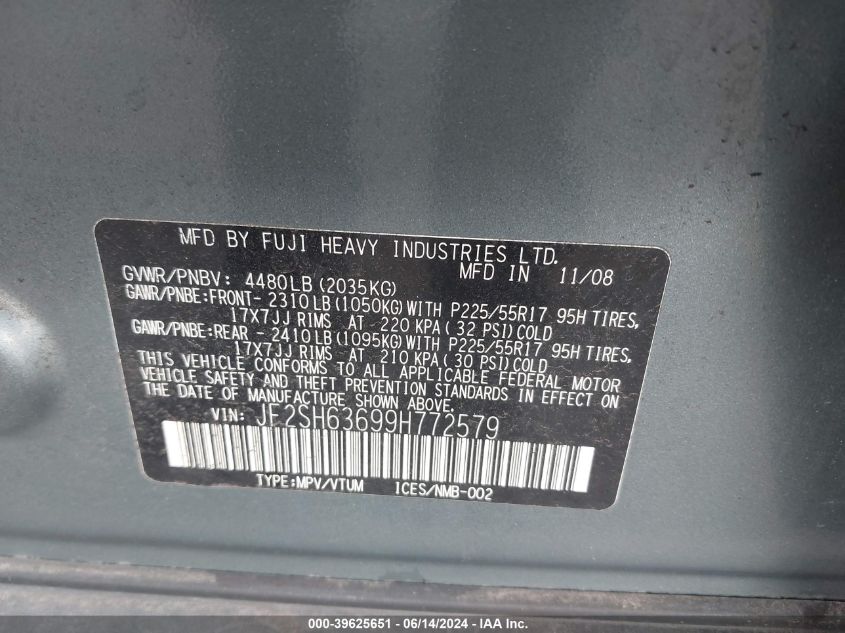 MFD BY FUJI HEAVY INDUSTRIES LTD.
MFD IN 11/08
GVWR/PNBV: 4480LB(2035KG)
GAWR/PNBE:FRONT- 2310LB(1050KG)WITH P225/55R17 95H TIRES,
17X7JJ RIMS AT 220 KPA(32 PSI)COLD
GAWR/PNBE:REAR - 2410LB(1095KG)WITH P225/55R17 95H TIRES,
17X7JJ RIMS AT 210 KPA(30 PSI)COLD
THIS VEHICLE CONFORMS TO ALL APPLICABLE FEDERAL MOTOR
VEHICLE SAFETY AND THEFT PREVENTION STANDARDS IN EFFECT ON
THE DATE OF MANUFACTURE SHOWN ABOVE.
VIN: JF2SH63699H772579
TYPE:MPV/VTUM ICES/NMB-002
000-39625651 - 06/14/2024 - IAA Inc.